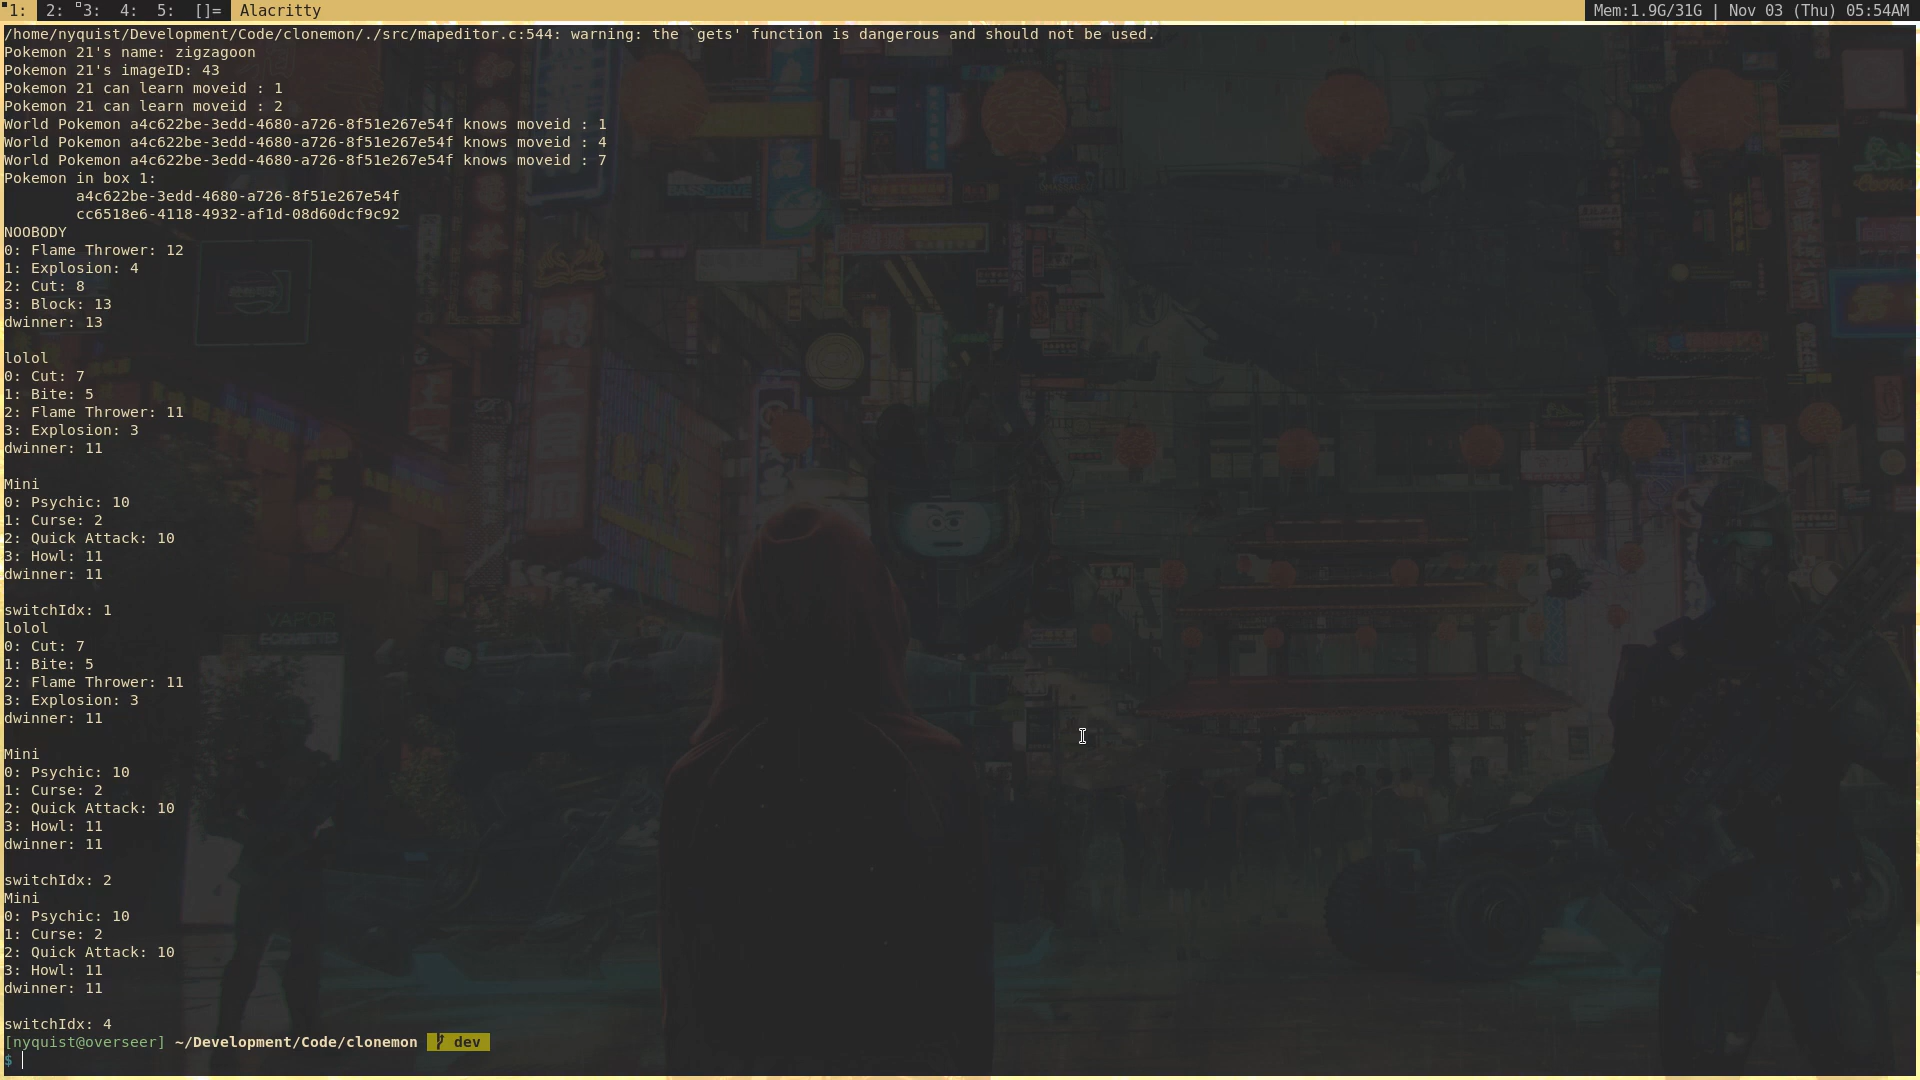 1: 2: 3: 4: 5: []= Alacritty Mem:1.9G/31G | Nov 03 (Thu) 05:54AM
/home/nyquist/Development/Code/clonemon/./src/mapeditor.c:544: warning: the `gets' function is dangerous and should not be used.
Pokemon 21's name: zigzagoon
Pokemon 21's imageID: 43
Pokemon 21 can learn moveid : 1
Pokemon 21 can learn moveid : 2
World Pokemon a4c622be-3edd-4680-a726-8f51e267e54f knows moveid : 1
World Pokemon a4c622be-3edd-4680-a726-8f51e267e54f knows moveid : 4
World Pokemon a4c622be-3edd-4680-a726-8f51e267e54f knows moveid : 7
Pokemon in box 1:
a4c622be-3edd-4680-a726-8f51e267e54f
cc6518e6-4118-4932-af1d-08d60dcf9c92
NOOBODY
0: Flame Thrower: 12
1: Explosion: 4
2: Cut: 8
3: Block: 13
dwinner: 13
lolol
0: Cut: 7
1: Bite: 5
2: Flame Thrower: 11
3: Explosion: 3
dwinner: 11
Mini
0: Psychic: 10
1: Curse: 2
2: Quick Attack: 10
3: Howl: 11
dwinner: 11
switchIdx: 1
lolol
0: Cut: 7
1: Bite: 5
2: Flame Thrower: 11
3: Explosion: 3
dwinner: 11
Mini
0: Psychic: 10
1: Curse: 2
2: Quick Attack: 10
3: Howl: 11
dwinner: 11
switchIdx: 2
Mini
0: Psychic: 10
1: Curse: 2
2: Quick Attack: 10
3: Howl: 11
dwinner: 11
switchIdx: 4
[nyquist@overseer] ~/Development/Code/clonemon dev
$
VAPOR
E-CIGARETTES